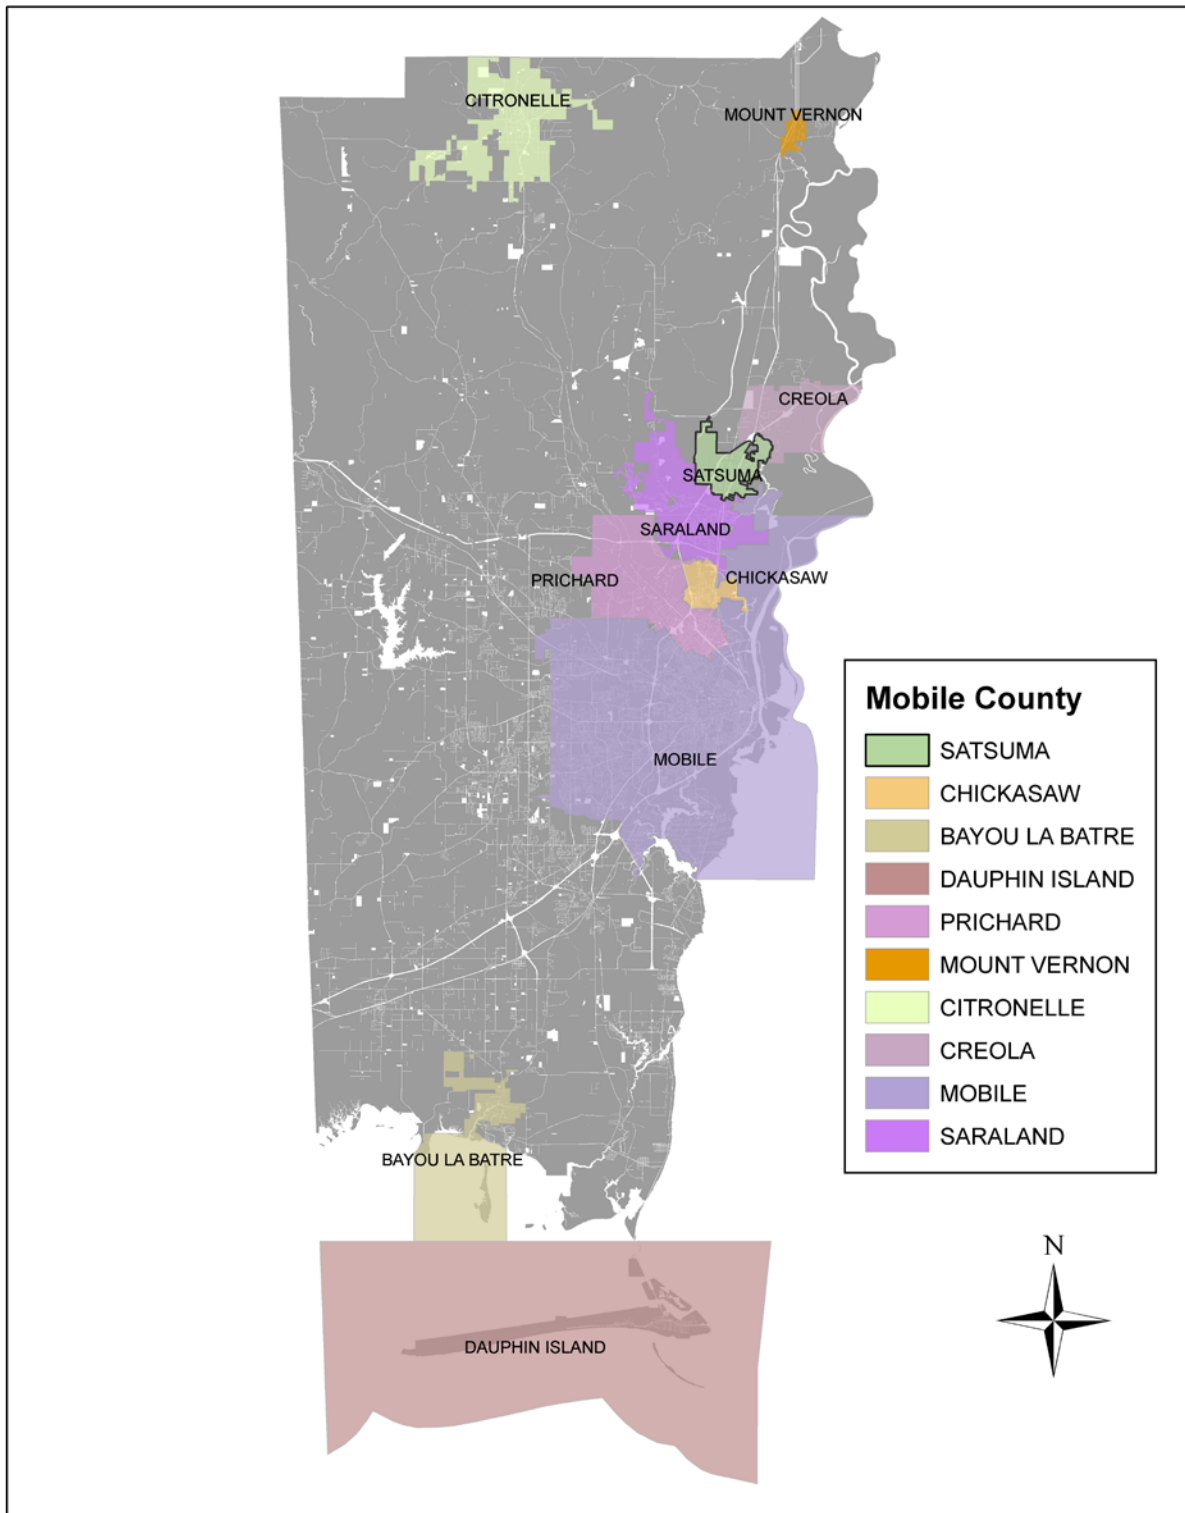 CITRONELLE
MOUNT VERNON
CREOLA
SATSUMA
SARALAND
PRICHARD
CHICKASAW
MOBILE
BAYOU LA BATRE
DAUPHIN ISLAND
Mobile County
SATSUMA
CHICKASAW
BAYOU LA BATRE
DAUPHIN ISLAND
PRICHARD
MOUNT VERNON
CITRONELLE
CREOLA
MOBILE
SARALAND
N